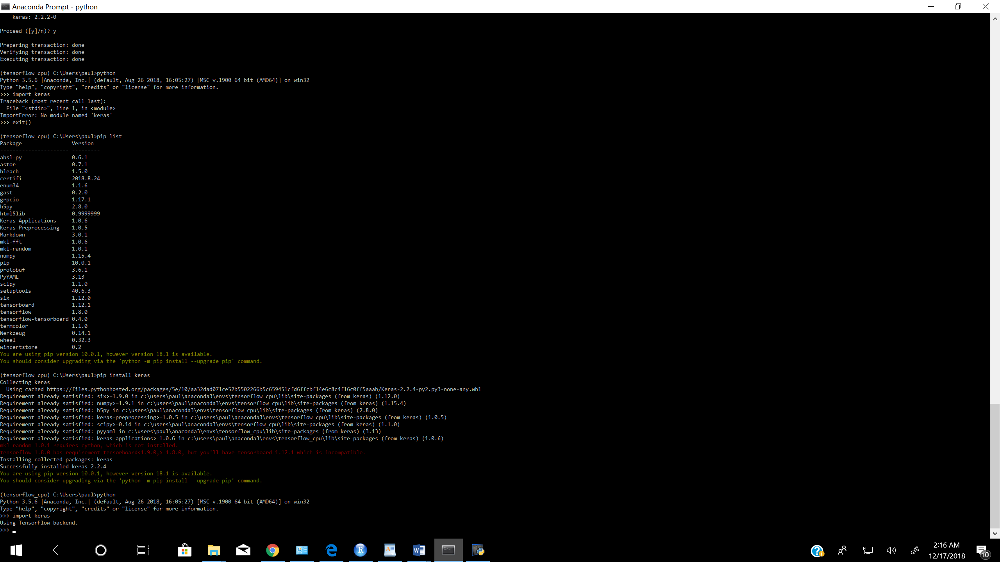 Anaconda Prompt - python
    keras: 2.2.2-0
Proceed ([y]/n)? y
Preparing transaction: done
Verifying transaction: done
Executing transaction: done
(tensorflow_cpu) C:\Users\paul>python
Python 3.5.6 |Anaconda, Inc.| (default, Aug 26 2018, 16:05:27) [MSC v.1900 64 bit (AMD64)] on win32
Type "help", "copyright", "credits" or "license" for more information.
>>> import keras
Traceback (most recent call last):
  File "<stdin>", line 1, in <module>
ImportError: No module named 'keras'
>>> exit()
(tensorflow_cpu) C:\Users\paul>pip list
Package                Version
---------------------- ---------
absl-py                0.6.1
astor                  0.7.1
bleach                 1.5.0
certifi                2018.8.24
enum34                 1.1.6
gast                   0.2.0
grpcio                 1.17.1
h5py                   2.8.0
html5lib               0.9999999
Keras-Applications     1.0.6
Keras-Preprocessing    1.0.5
Markdown               3.0.1
mkl-fft                1.0.6
mkl-random             1.0.1
numpy                  1.15.4
pip                    10.0.1
protobuf               3.6.1
PyYAML                 3.13
scipy                  1.1.0
setuptools             40.6.3
six                    1.12.0
tensorboard            1.12.1
tensorflow             1.8.0
tensorflow-tensorboard 0.4.0
termcolor              1.1.0
Werkzeug               0.14.1
wheel                  0.32.3
wincertstore           0.2
You are using pip version 10.0.1, however version 18.1 is available.
You should consider upgrading via the 'python -m pip install --upgrade pip' command.
(tensorflow_cpu) C:\Users\paul>pip install keras
Collecting keras
  Using cached https://files.pythonhosted.org/packages/5e/10/aa32dad071ce52b5502266b5c659451cfd6ffcbf14e6c8c4f16c0ff5aaab/Keras-2.2.4-py2.py3-none-any.whl
Requirement already satisfied: six>=1.9.0 in c:\users\paul\anaconda3\envs\tensorflow_cpu\lib\site-packages (from keras) (1.12.0)
Requirement already satisfied: numpy>=1.9.1 in c:\users\paul\anaconda3\envs\tensorflow_cpu\lib\site-packages (from keras) (1.15.4)
Requirement already satisfied: h5py in c:\users\paul\anaconda3\envs\tensorflow_cpu\lib\site-packages (from keras) (2.8.0)
Requirement already satisfied: keras-preprocessing>=1.0.5 in c:\users\paul\anaconda3\envs\tensorflow_cpu\lib\site-packages (from keras) (1.0.5)
Requirement already satisfied: scipy>=0.14 in c:\users\paul\anaconda3\envs\tensorflow_cpu\lib\site-packages (from keras) (1.1.0)
Requirement already satisfied: pyyaml in c:\users\paul\anaconda3\envs\tensorflow_cpu\lib\site-packages (from keras) (3.13)
Requirement already satisfied: keras-applications>=1.0.6 in c:\users\paul\anaconda3\envs\tensorflow_cpu\lib\site-packages (from keras) (1.0.6)
mkl-random 1.0.1 requires cython, which is not installed.
tensorflow 1.8.0 has requirement tensorboard<1.9.0,>=1.8.0, but you'll have tensorboard 1.12.1 which is incompatible.
Installing collected packages: keras
Successfully installed keras-2.2.4
You are using pip version 10.0.1, however version 18.1 is available.
You should consider upgrading via the 'python -m pip install --upgrade pip' command.
(tensorflow_cpu) C:\Users\paul>python
Python 3.5.6 |Anaconda, Inc.| (default, Aug 26 2018, 16:05:27) [MSC v.1900 64 bit (AMD64)] on win32
Type "help", "copyright", "credits" or "license" for more information.
>>> import keras
Using TensorFlow backend.
>>>
2:16 AM
12/17/2018
10